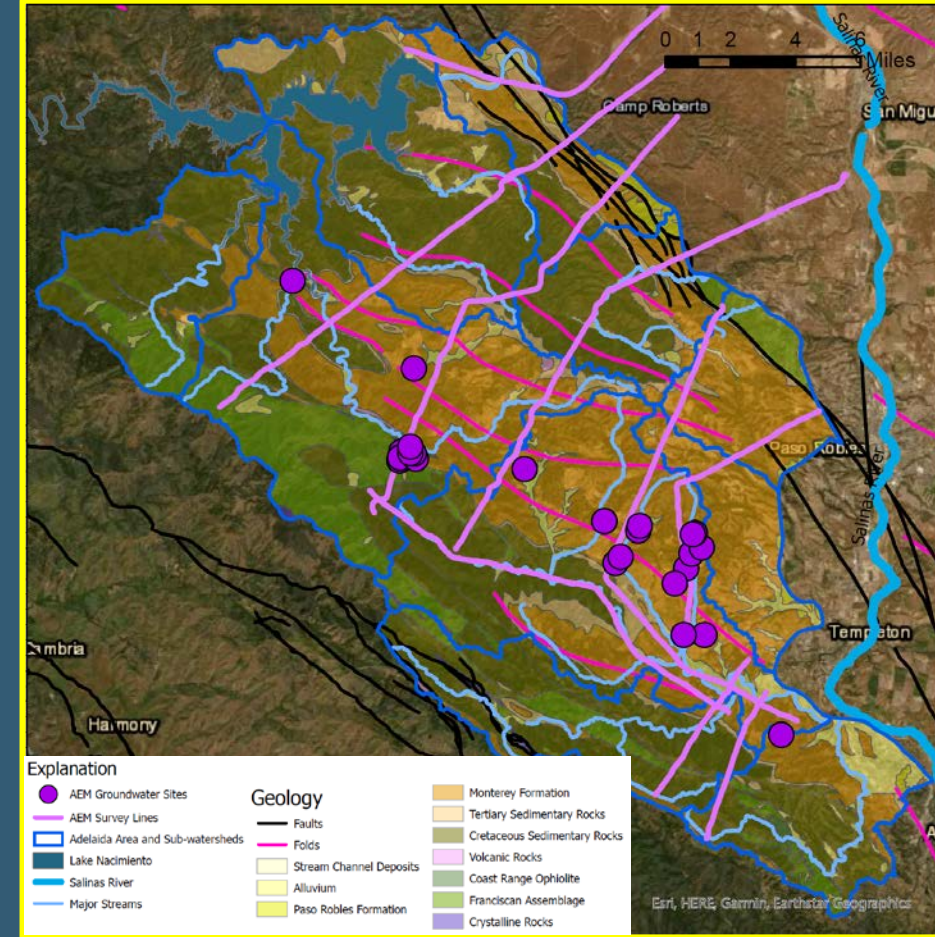 Salinas River
0 1 2 4 6
Miles
Camp Roberts
San Migu
Paso Robles
Salinas River
Templeton
Cambria
Harmony
A
Explanation
AEM Groundwater Sites
AEM Survey Lines
Adelaida Area and Sub-watersheds
Lake Nacimiento
Salinas River
Major Streams
Geology
Faults
Folds
Stream Channel Deposits
Alluvium
Paso Robles Formation
Monterey Formation
Tertiary Sedimentary Rocks
Cretaceous Sedimentary Rocks
Volcanic Rocks
Coast Range Ophiolite
Franciscan Assemblage
Crystalline Rocks
Esri, HERE, Garmin, Earthstar Geographics